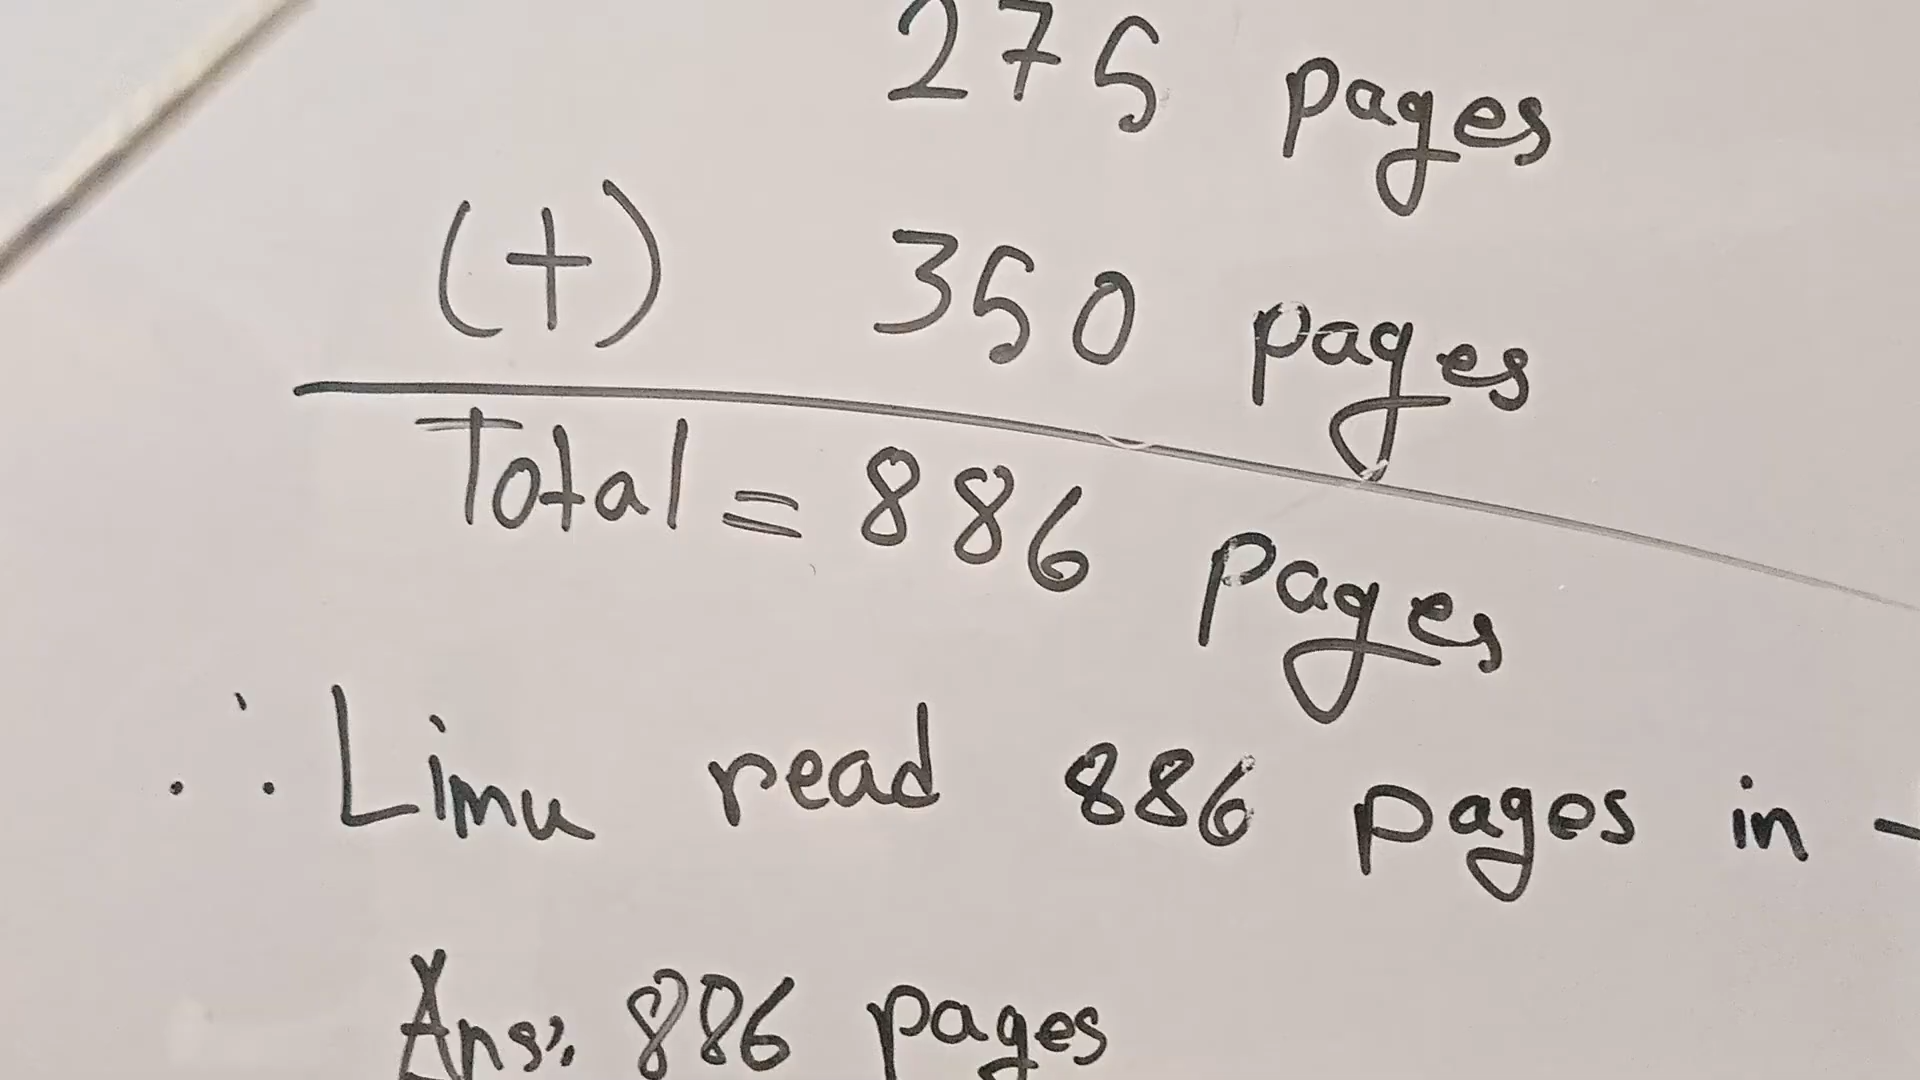 275 pages
(+) 350 pages
Total = 886 pages
∴ Limu read 886 pages in -
Ans: 886 pages